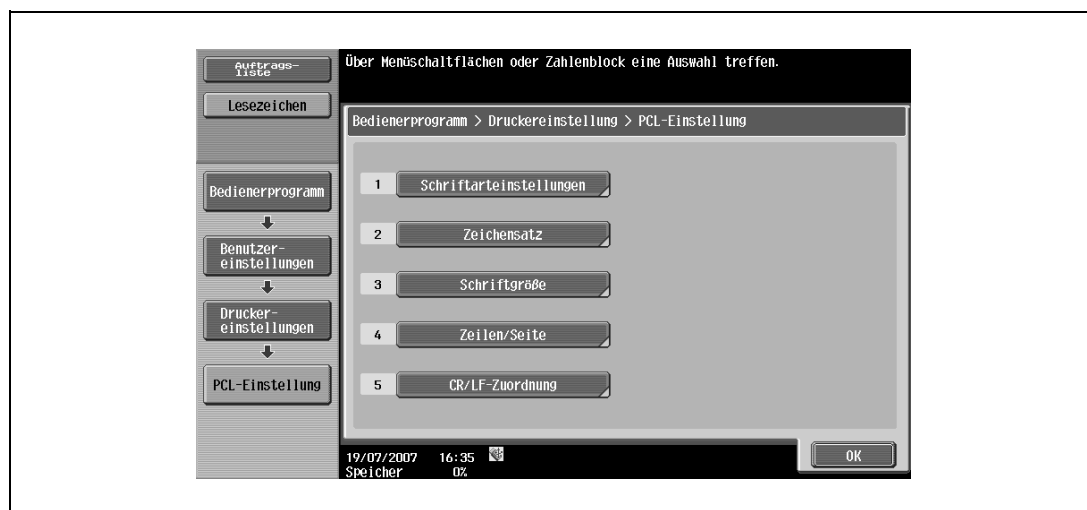 Auftrags-
liste
Lesezeichen
Bedienerprogramm
Benutzer-
einstellungen
Drucker-
einstellungen
PCL-Einstellung
Über Menüschaltflächen oder Zahlenblock eine Auswahl treffen.
Bedienerprogramm > Druckereinstellung > PCL-Einstellung
1 Schriftarteinstellungen
2 Zeichensatz
3 Schriftgröße
4 Zeilen/Seite
5 CR/LF-Zuordnung
19/07/2007 16:35
Speicher 0%
OK